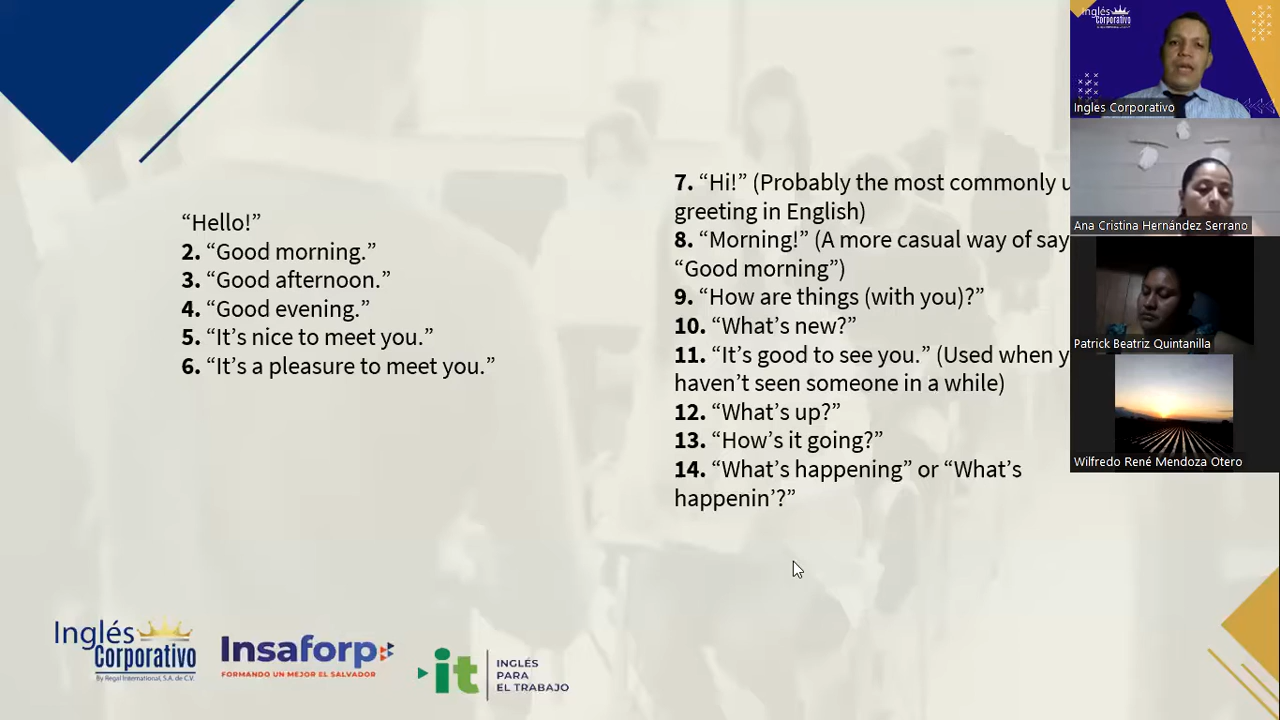 “Hello!”
2. “Good morning.”
3. “Good afternoon.”
4. “Good evening.”
5. “It’s nice to meet you.”
6. “It’s a pleasure to meet you.”
7. “Hi!” (Probably the most commonly
greeting in English)
8. “Morning!” (A more casual way of
“Good morning”)
9. “How are things (with you)?”
10. “What’s new?”
11. “It’s good to see you.” (Used when
haven’t seen someone in a while)
12. “What’s up?”
13. “How’s it going?”
14. “What’s happening” or “What’s
happenin’?”
Inglés
Corporativo
Ingles Corporativo
Ana Cristina Hernández Serrano
Patrick Beatriz Quintanilla
Wilfredo René Mendoza Otero
Inglés
Corporativo
By Regal International, S.A. de C.V.
Insaforp
FORMANDO UN MEJOR EL SALVADOR
it
INGLÉS
PARA
EL TRABAJO